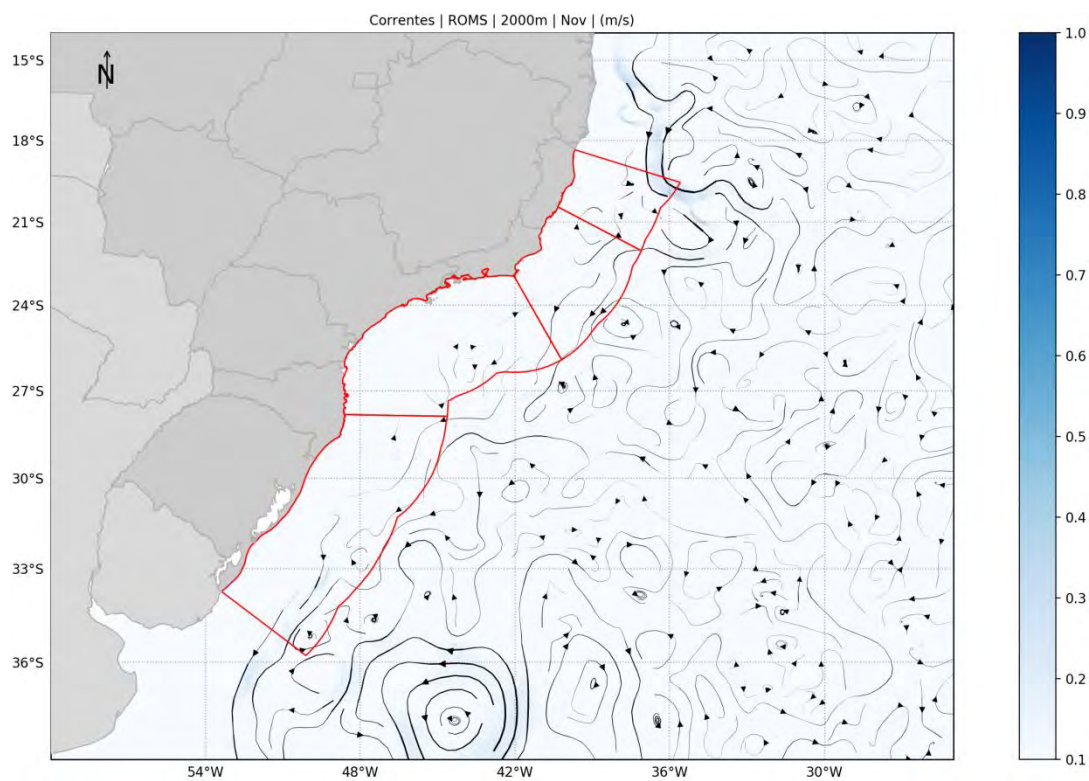 Correntes | ROMS | 2000m | Nov | (m/s)
N
15°S
18°S
21°S
24°S
27°S
30°S
33°S
36°S
54°W
48°W
42°W
36°W
30°W
1.0
0.9
0.8
0.7
0.6
0.5
0.4
0.3
0.2
0.1